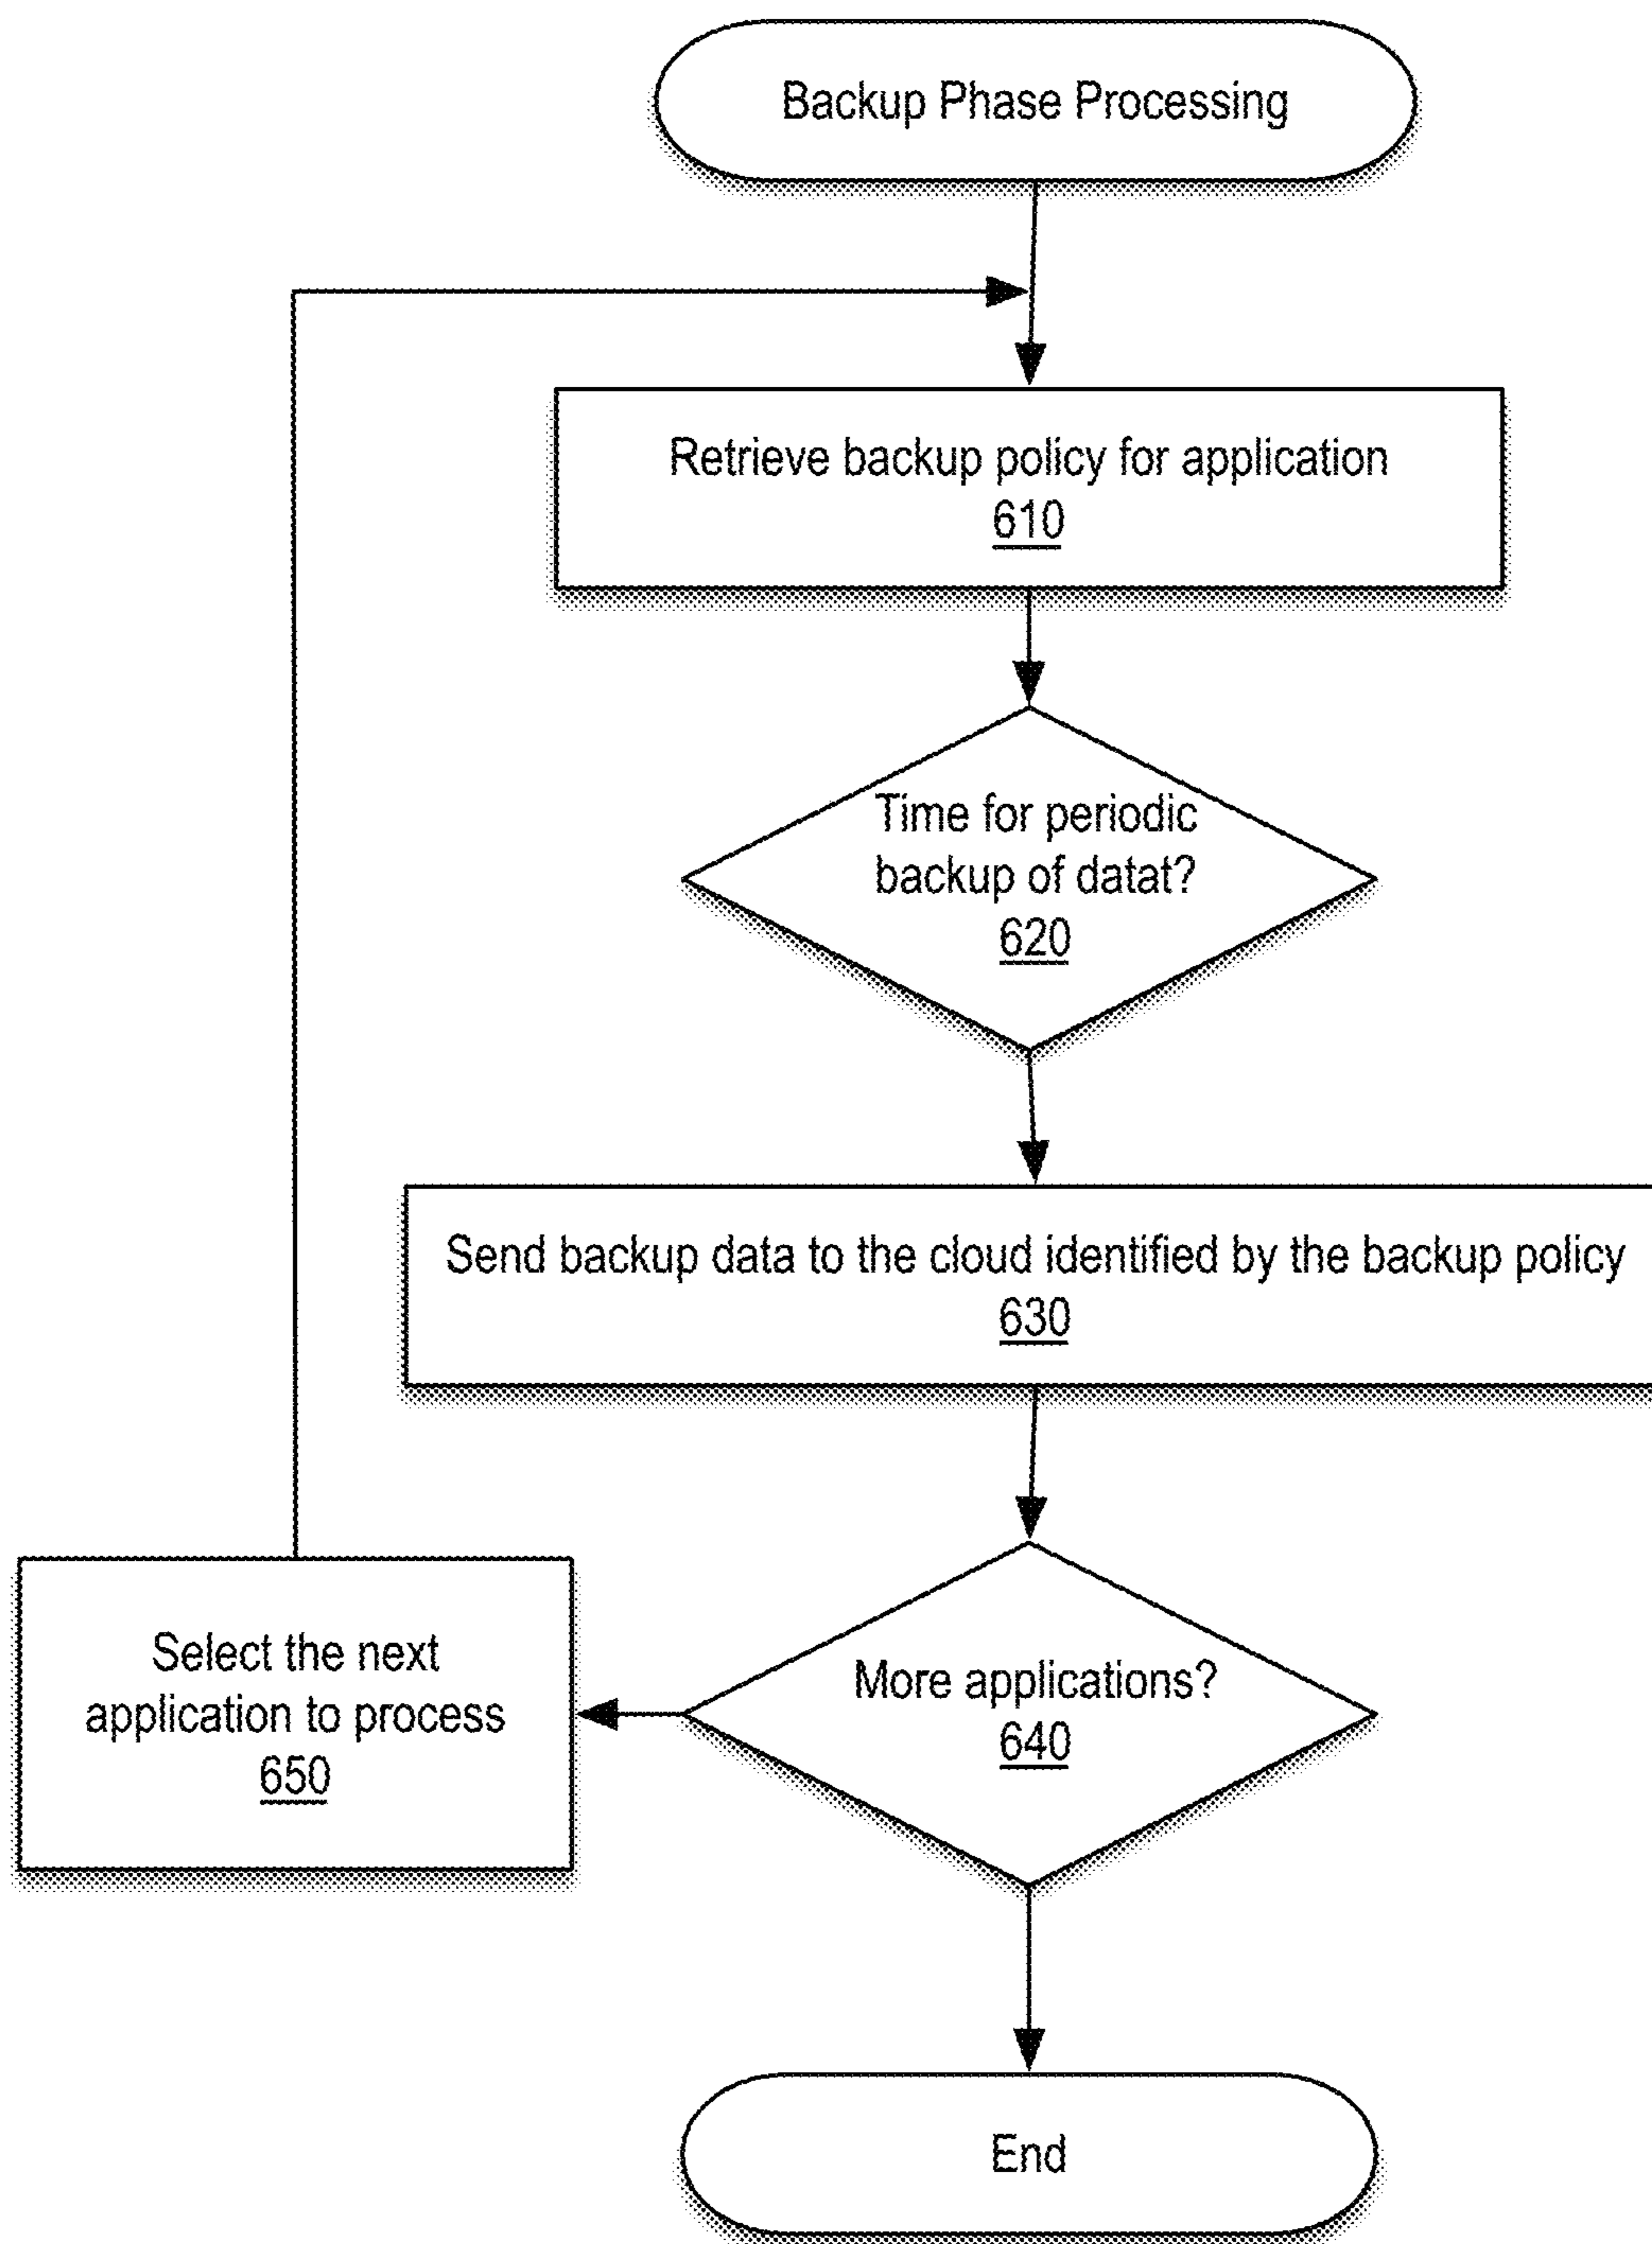 Backup Phase Processing
Retrieve backup policy for application
610
Time for periodic
backup of datat?
620
Send backup data to the cloud identified by the backup policy
630
More applications?
640
Select the next
application to process
650
End